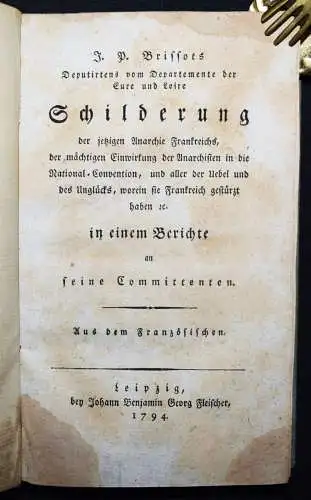 J. P. Brissots
Deputirtens vom Departemente der
Eure und Loire
Schilderung
der jetzigen Anarchie Frankreichs,
der mächtigen Einwirkung der Anarchisten in die
National-Convention, und aller der Uebel und
des Unglücks, worein sie Frankreich gestürzt
haben ꝛc.
in einem Berichte
an
seine Committenten.
Aus dem Französischen.
Leipzig,
bey Johann Benjamin Georg Fleischer,
1794.